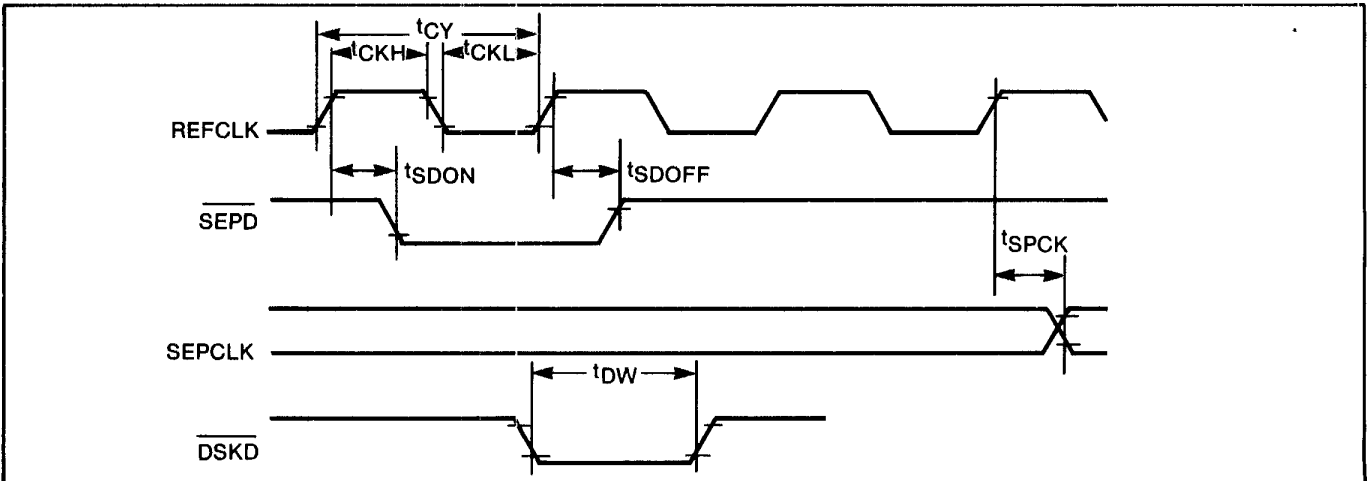 tCY
tCKH
tCKL
REFCLK
tSDON
tSDOFF
SEPD
tSPCK
SEPCLK
tDW
DSKD